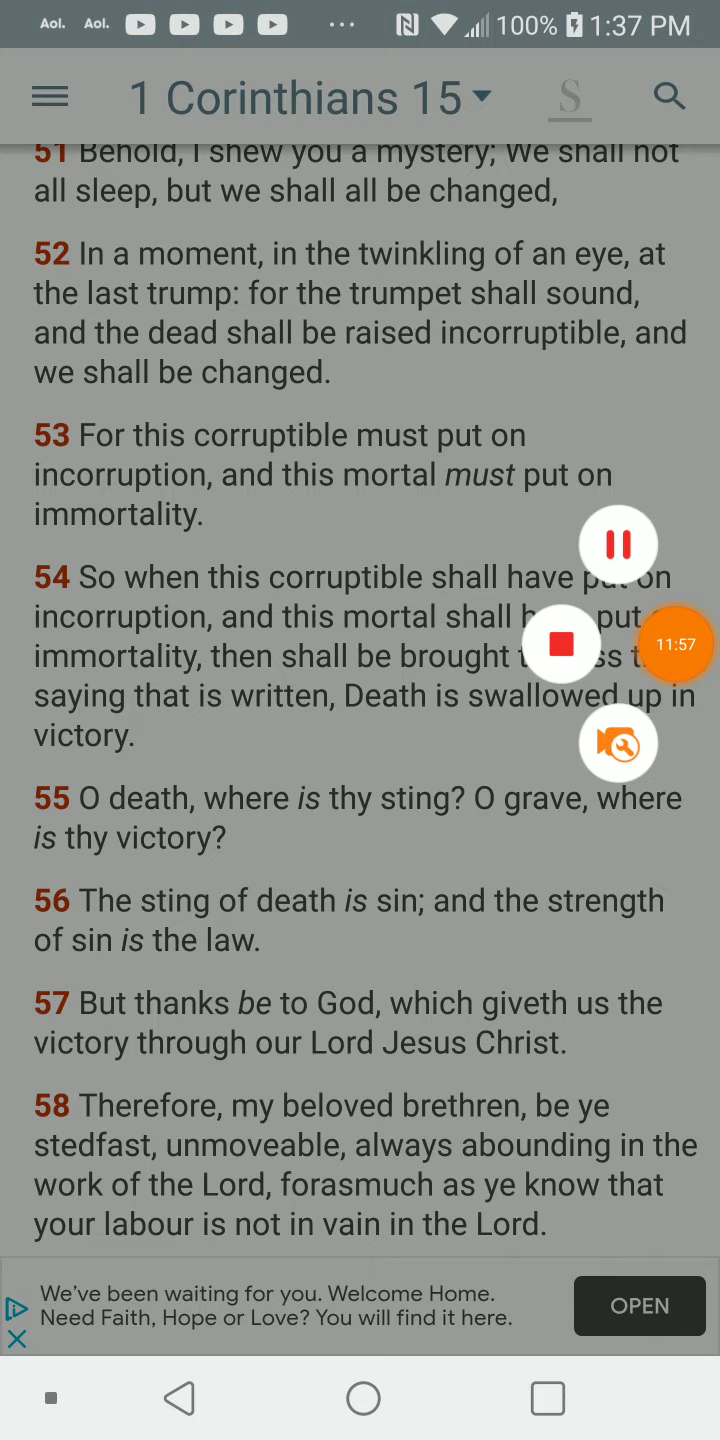 Aol. Aol. ... 100% 1:37 PM
1 Corinthians 15 S
51 Behold, I shew you a mystery; We shall not
all sleep, but we shall all be changed,
52 In a moment, in the twinkling of an eye, at
the last trump: for the trumpet shall sound,
and the dead shall be raised incorruptible, and
we shall be changed.
53 For this corruptible must put on
incorruption, and this mortal must put on
immortality.
54 So when this corruptible shall have put on
incorruption, and this mortal shall put
immortality, then shall be brought
11:57
saying that is written, Death is swallowed up in
victory.
55 O death, where is thy sting? O grave, where
is thy victory?
56 The sting of death is sin; and the strength
of sin is the law.
57 But thanks be to God, which giveth us the
victory through our Lord Jesus Christ.
58 Therefore, my beloved brethren, be ye
stedfast, unmoveable, always abounding in the
work of the Lord, forasmuch as ye know that
your labour is not in vain in the Lord.
We've been waiting for you. Welcome Home.
Need Faith, Hope or Love? You will find it here.
OPEN